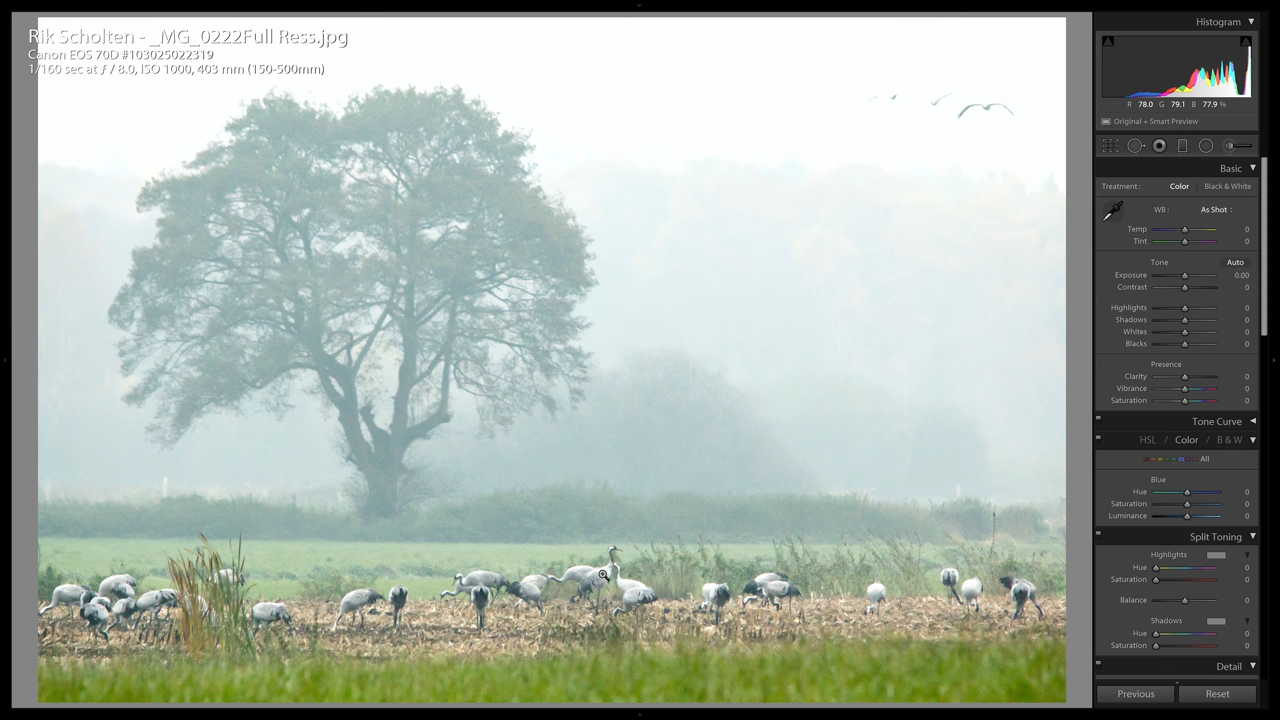 Rik Scholten - _MG_0222Full Ress.jpg
Canon EOS 70D #103025022319
1/160 sec at ƒ / 8.0, ISO 1000, 403 mm (150-500mm)
Histogram
R 78.0 G 79.1 B 77.9 %
Original + Smart Preview
Basic
Treatment : Color Black & White
WB : As Shot
Temp 0
Tint 0
Tone Auto
Exposure 0.00
Contrast 0
Highlights 0
Shadows 0
Whites 0
Blacks 0
Presence
Clarity 0
Vibrance 0
Saturation 0
Tone Curve
HSL / Color / B & W
All
Blue
Hue 0
Saturation 0
Luminance 0
Split Toning
Highlights
Hue 0
Saturation 0
Balance 0
Shadows
Hue 0
Saturation 0
Detail
Previous Reset